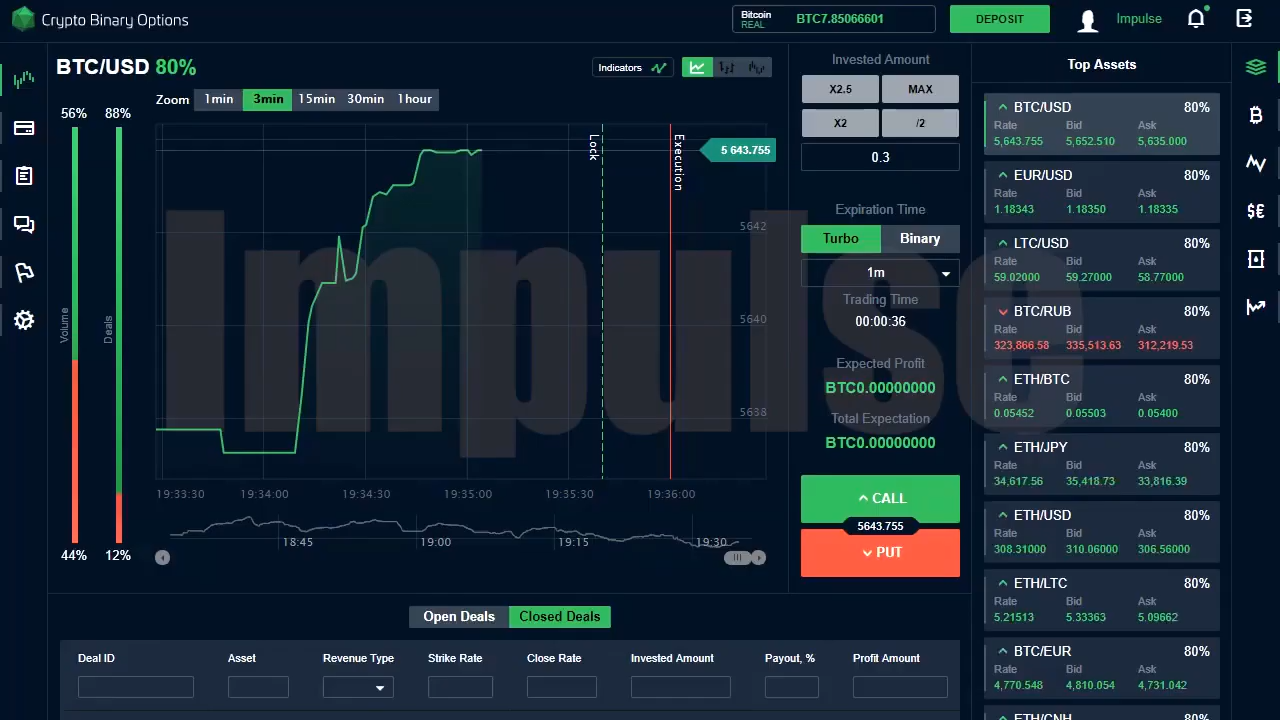 Crypto Binary Options
Bitcoin
REAL
BTC7.85066601
DEPOSIT
Impulse
BTC/USD 80%
Indicators
Zoom 1min 3min 15min 30min 1hour
56% 88%
Volume
Deals
44% 12%
Lock
Execution
5 643.755
5642
5640
5638
19:33:30 19:34:00 19:34:30 19:35:00 19:35:30 19:36:00
18:45 19:00 19:15 19:30
Impulse
Invested Amount
X2.5 MAX
X2 /2
0.3
Expiration Time
Turbo Binary
1m
Trading Time
00:00:36
Expected Profit
BTC0.00000000
Total Expectation
BTC0.00000000
CALL
5643.755
PUT
Open Deals Closed Deals
Deal ID Asset Revenue Type Strike Rate Close Rate Invested Amount Payout, % Profit Amount
Top Assets
BTC/USD 80%
Rate Bid Ask
5,643.755 5,652.510 5,635.000
EUR/USD 80%
Rate Bid Ask
1.18343 1.18350 1.18335
LTC/USD 80%
Rate Bid Ask
59.02000 59.27000 58.77000
BTC/RUB 80%
Rate Bid Ask
323,866.58 335,513.63 312,219.53
ETH/BTC 80%
Rate Bid Ask
0.05452 0.05503 0.05400
ETH/JPY 80%
Rate Bid Ask
34,617.56 35,418.73 33,816.39
ETH/USD 80%
Rate Bid Ask
308.31000 310.06000 306.56000
ETH/LTC 80%
Rate Bid Ask
5.21513 5.33363 5.09662
BTC/EUR 80%
Rate Bid Ask
4,770.548 4,810.054 4,731.042
ETH/CNH 80%